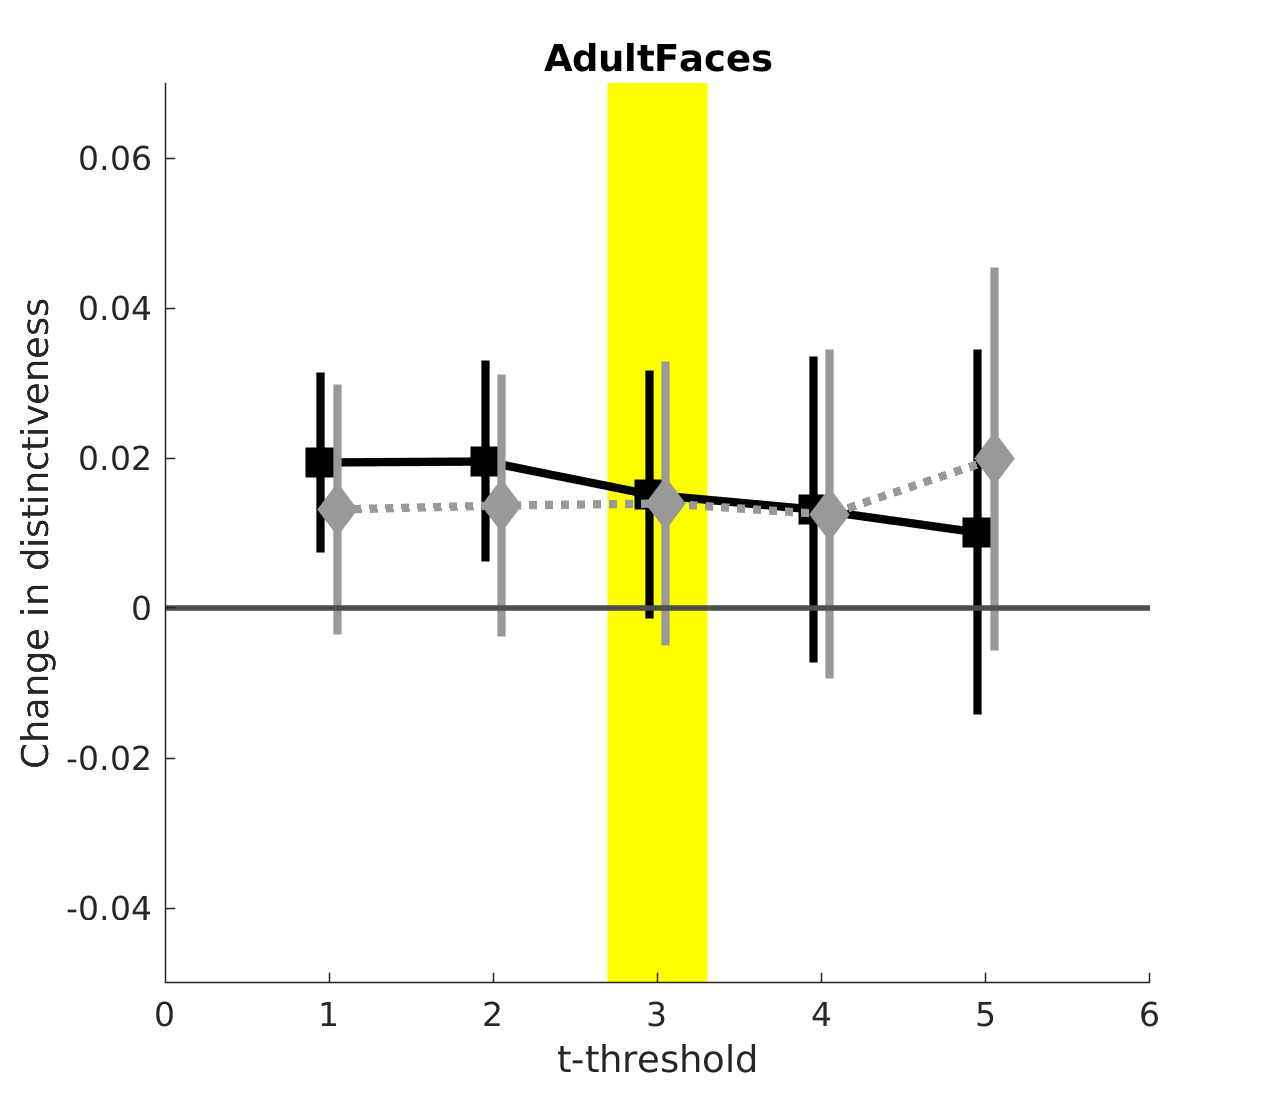 AdultFaces
0.06
0.04
0.02
0
-0.02
-0.04
Change in distinctiveness
0 1 2 3 4 5 6
t-threshold